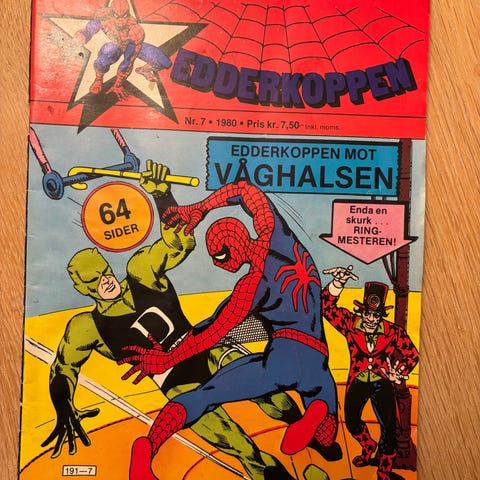 EDDERKOPPEN
Nr. 7 • 1980 • Pris kr. 7,50 inkl. moms.
EDDERKOPPEN MOT
VÅGHALSEN
64
SIDER
Enda en
skurk ...
RING-
MESTEREN!
D
191—7